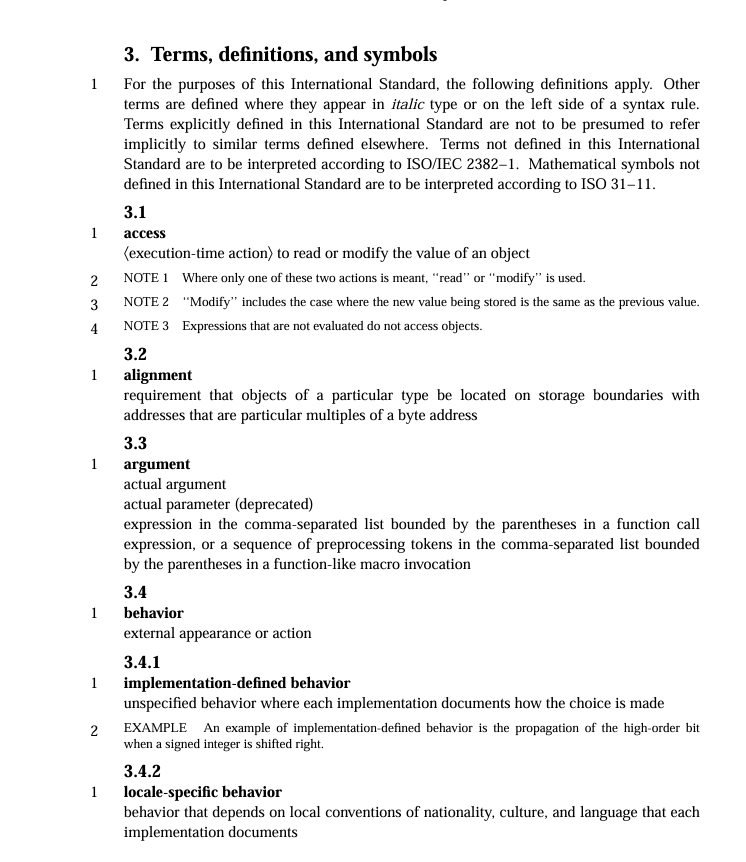 3. Terms, definitions, and symbols
1 For the purposes of this International Standard, the following definitions apply. Other
terms are defined where they appear in italic type or on the left side of a syntax rule.
Terms explicitly defined in this International Standard are not to be presumed to refer
implicitly to similar terms defined elsewhere. Terms not defined in this International
Standard are to be interpreted according to ISO/IEC 2382−1. Mathematical symbols not
defined in this International Standard are to be interpreted according to ISO 31−11.
3.1
1 access
〈execution-time action〉 to read or modify the value of an object
2 NOTE 1 Where only one of these two actions is meant, ‘‘read’’ or ‘‘modify’’ is used.
3 NOTE 2 ‘‘Modify’’ includes the case where the new value being stored is the same as the previous value.
4 NOTE 3 Expressions that are not evaluated do not access objects.
3.2
1 alignment
requirement that objects of a particular type be located on storage boundaries with
addresses that are particular multiples of a byte address
3.3
1 argument
actual argument
actual parameter (deprecated)
expression in the comma-separated list bounded by the parentheses in a function call
expression, or a sequence of preprocessing tokens in the comma-separated list bounded
by the parentheses in a function-like macro invocation
3.4
1 behavior
external appearance or action
3.4.1
1 implementation-defined behavior
unspecified behavior where each implementation documents how the choice is made
2 EXAMPLE An example of implementation-defined behavior is the propagation of the high-order bit
when a signed integer is shifted right.
3.4.2
1 locale-specific behavior
behavior that depends on local conventions of nationality, culture, and language that each
implementation documents